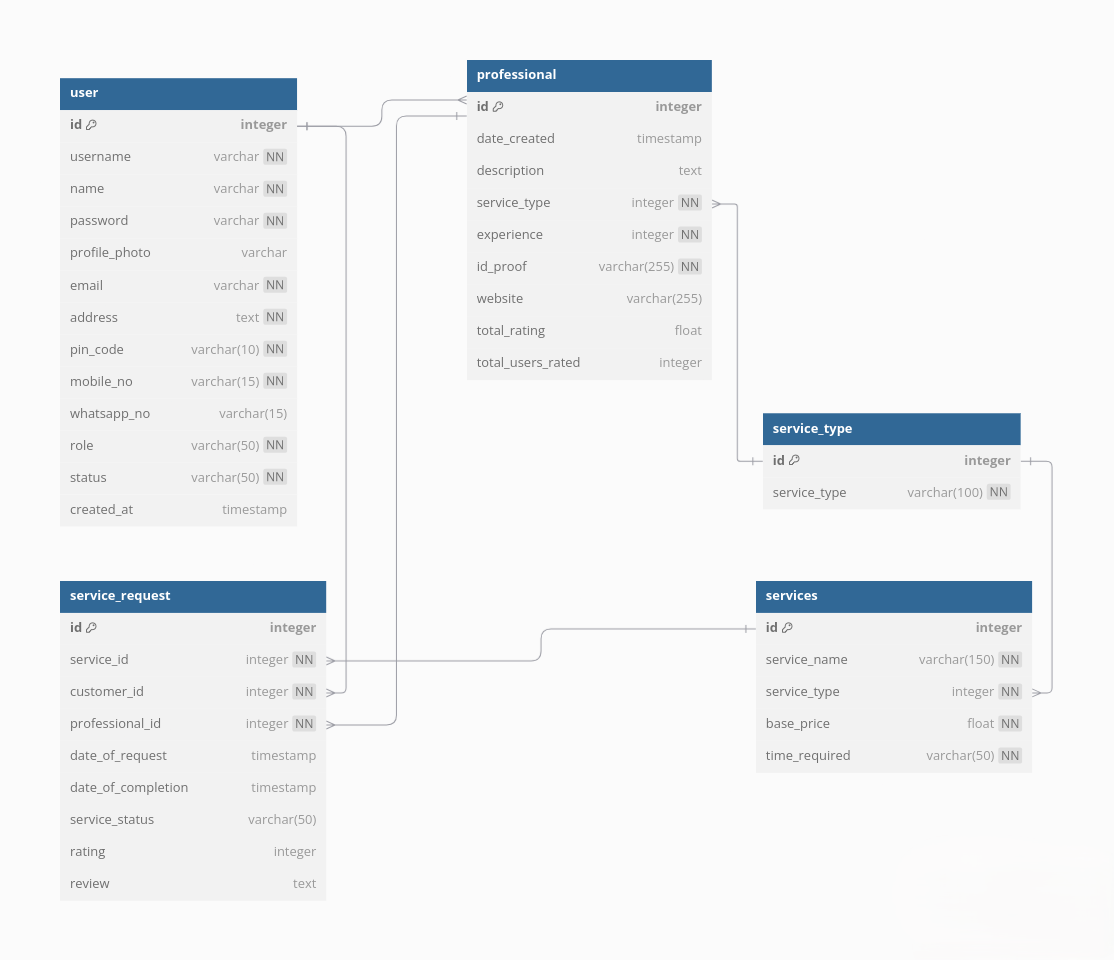 user
id integer
username varchar NN
name varchar NN
password varchar NN
profile_photo varchar
email varchar NN
address text NN
pin_code varchar(10) NN
mobile_no varchar(15) NN
whatsapp_no varchar(15)
role varchar(50) NN
status varchar(50) NN
created_at timestamp
professional
id integer
date_created timestamp
description text
service_type integer NN
experience integer NN
id_proof varchar(255) NN
website varchar(255)
total_rating float
total_users_rated integer
service_type
id integer
service_type varchar(100) NN
service_request
id integer
service_id integer NN
customer_id integer NN
professional_id integer NN
date_of_request timestamp
date_of_completion timestamp
service_status varchar(50)
rating integer
review text
services
id integer
service_name varchar(150) NN
service_type integer NN
base_price float NN
time_required varchar(50) NN